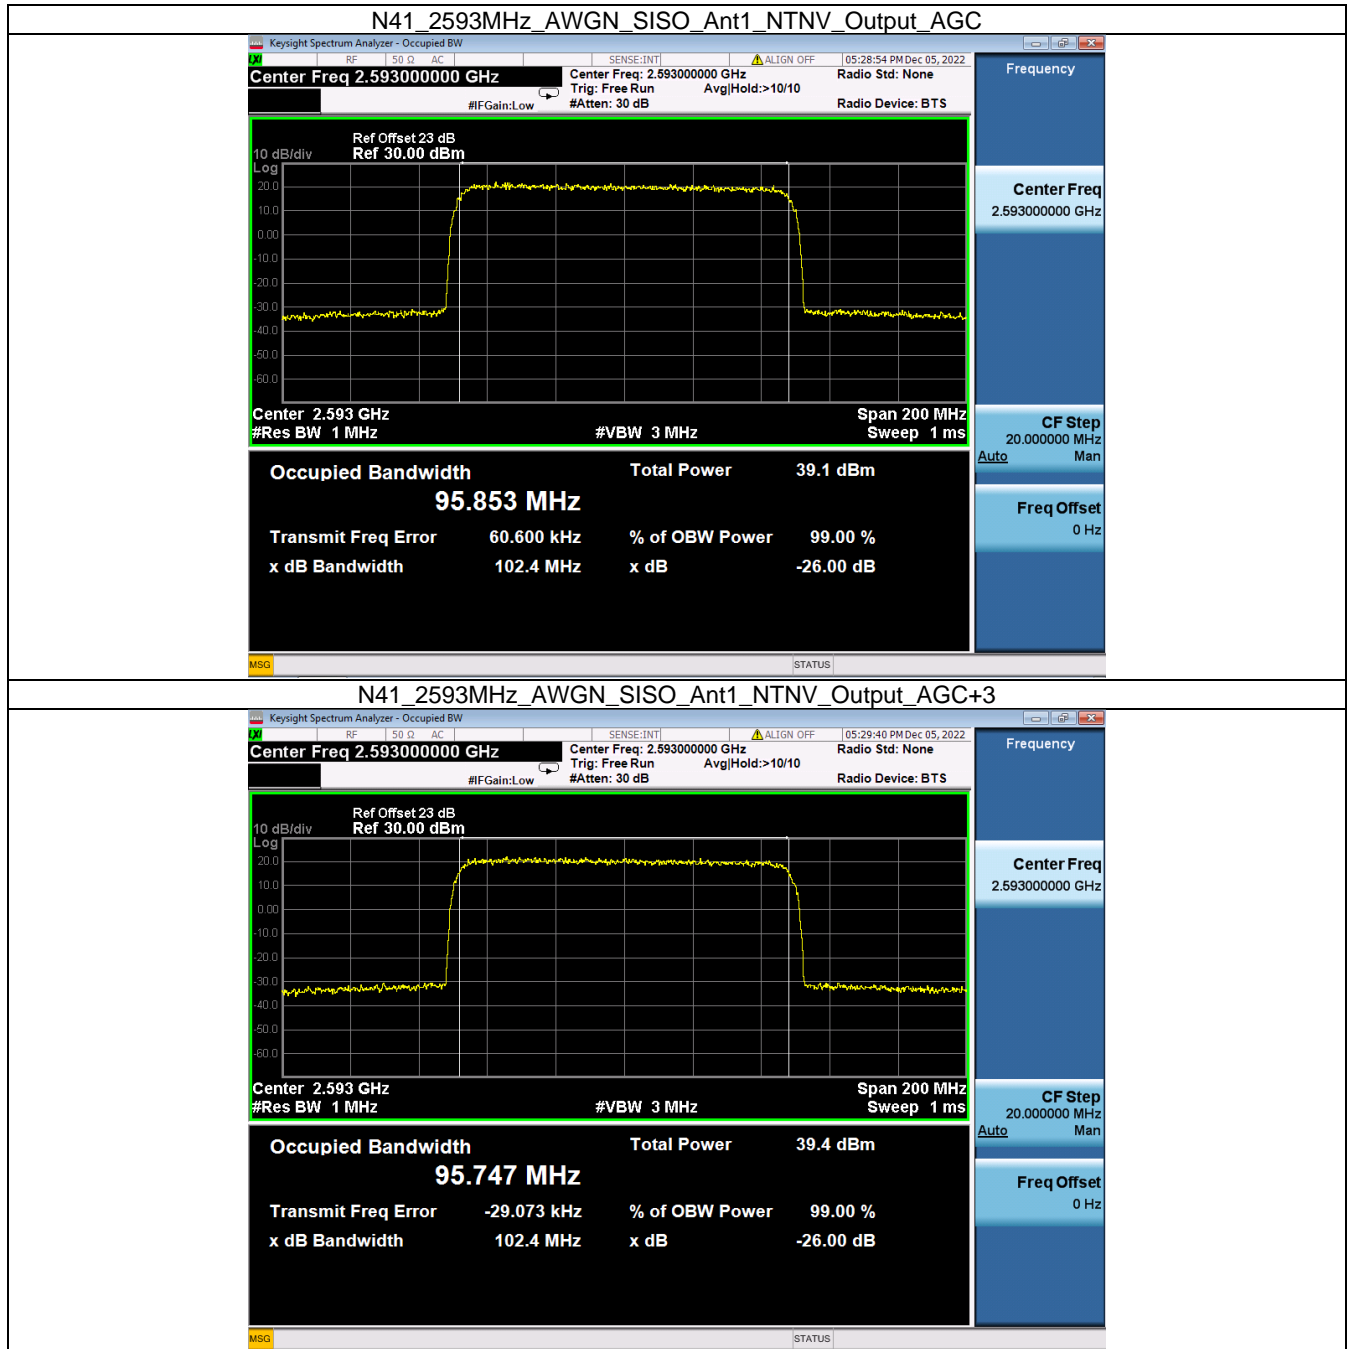 N41_2593MHz_AWGN_SISO_Ant1_NTNV_Output_AGC
Keysight Spectrum Analyzer - Occupied BW
LXI RF 50 Ω AC SENSE:INT ALIGN OFF 05:28:54 PM Dec 05, 2022
Center Freq 2.593000000 GHz
Center Freq: 2.593000000 GHz
Radio Std: None
Trig: Free Run Avg|Hold:>10/10
#IFGain:Low
#Atten: 30 dB
Radio Device: BTS
Frequency
Ref Offset 23 dB
10 dB/div Ref 30.00 dBm
Log
20.0
10.0
0.00
-10.0
-20.0
-30.0
-40.0
-50.0
-60.0
Center 2.593 GHz Span 200 MHz
#Res BW 1 MHz #VBW 3 MHz Sweep 1 ms
Center Freq
2.593000000 GHz
CF Step
20.000000 MHz
Auto Man
Freq Offset
0 Hz
Occupied Bandwidth Total Power 39.1 dBm
95.853 MHz
Transmit Freq Error 60.600 kHz % of OBW Power 99.00 %
x dB Bandwidth 102.4 MHz x dB -26.00 dB
MSG STATUS
N41_2593MHz_AWGN_SISO_Ant1_NTNV_Output_AGC+3
Keysight Spectrum Analyzer - Occupied BW
LXI RF 50 Ω AC SENSE:INT ALIGN OFF 05:29:40 PM Dec 05, 2022
Center Freq 2.593000000 GHz
Center Freq: 2.593000000 GHz
Radio Std: None
Trig: Free Run Avg|Hold:>10/10
#IFGain:Low
#Atten: 30 dB
Radio Device: BTS
Frequency
Ref Offset 23 dB
10 dB/div Ref 30.00 dBm
Log
20.0
10.0
0.00
-10.0
-20.0
-30.0
-40.0
-50.0
-60.0
Center 2.593 GHz Span 200 MHz
#Res BW 1 MHz #VBW 3 MHz Sweep 1 ms
Center Freq
2.593000000 GHz
CF Step
20.000000 MHz
Auto Man
Freq Offset
0 Hz
Occupied Bandwidth Total Power 39.4 dBm
95.747 MHz
Transmit Freq Error -29.073 kHz % of OBW Power 99.00 %
x dB Bandwidth 102.4 MHz x dB -26.00 dB
MSG STATUS